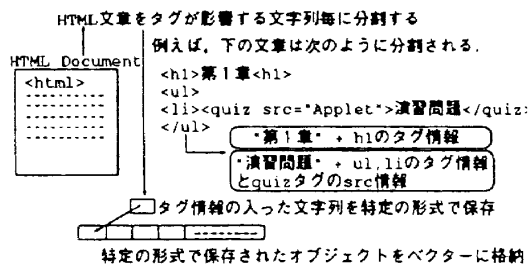 HTML文章をタグが影響する文字列毎に分割する
例えば，下の文章は次のように分割される．
HTML Document
<html>
<h1>第１章<h1>
<ul>
<li><quiz src="Applet">演習問題</quiz>
</ul>
"第１章" + h1のタグ情報
"演習問題" + ul,liのタグ情報
とquizタグのsrc情報
タグ情報の入った文字列を特定の形式で保存
特定の形式で保存されたオブジェクトをベクターに格納